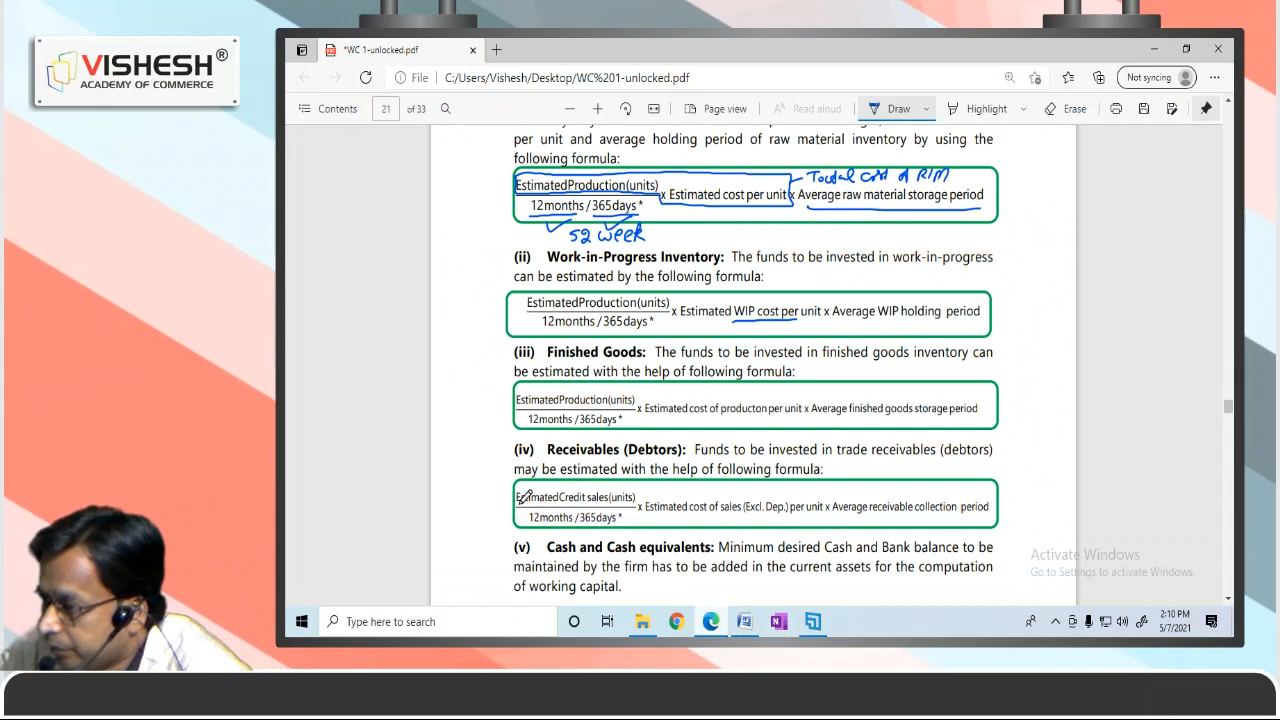 VISHESH®
ACADEMY OF COMMERCE
*WC 1-unlocked.pdf
File C:/Users/Vishesh/Desktop/WC%201-unlocked.pdf
Not syncing
Contents 21 of 33 Page view Read aloud Draw Highlight Erase
per unit and average holding period of raw material inventory by using the
following formula:
Total cost of R/M
EstimatedProduction(units)
x Estimated cost per unit x Average raw material storage period
12months / 365days *
52 week
(ii) Work-in-Progress Inventory: The funds to be invested in work-in-progress
can be estimated by the following formula:
EstimatedProduction(units)
x Estimated WIP cost per unit x Average WIP holding period
12months / 365days *
(iii) Finished Goods: The funds to be invested in finished goods inventory can
be estimated with the help of following formula:
EstimatedProduction(units)
x Estimated cost of producton per unit x Average finished goods storage period
12months / 365days *
(iv) Receivables (Debtors): Funds to be invested in trade receivables (debtors)
may be estimated with the help of following formula:
EstimatedCredit sales(units)
x Estimated cost of sales (Excl. Dep.) per unit x Average receivable collection period
12months / 365days *
(v) Cash and Cash equivalents: Minimum desired Cash and Bank balance to be
maintained by the firm has to be added in the current assets for the computation
of working capital.
Activate Windows
Go to Settings to activate Windows.
Type here to search
2:10 PM
5/7/2021